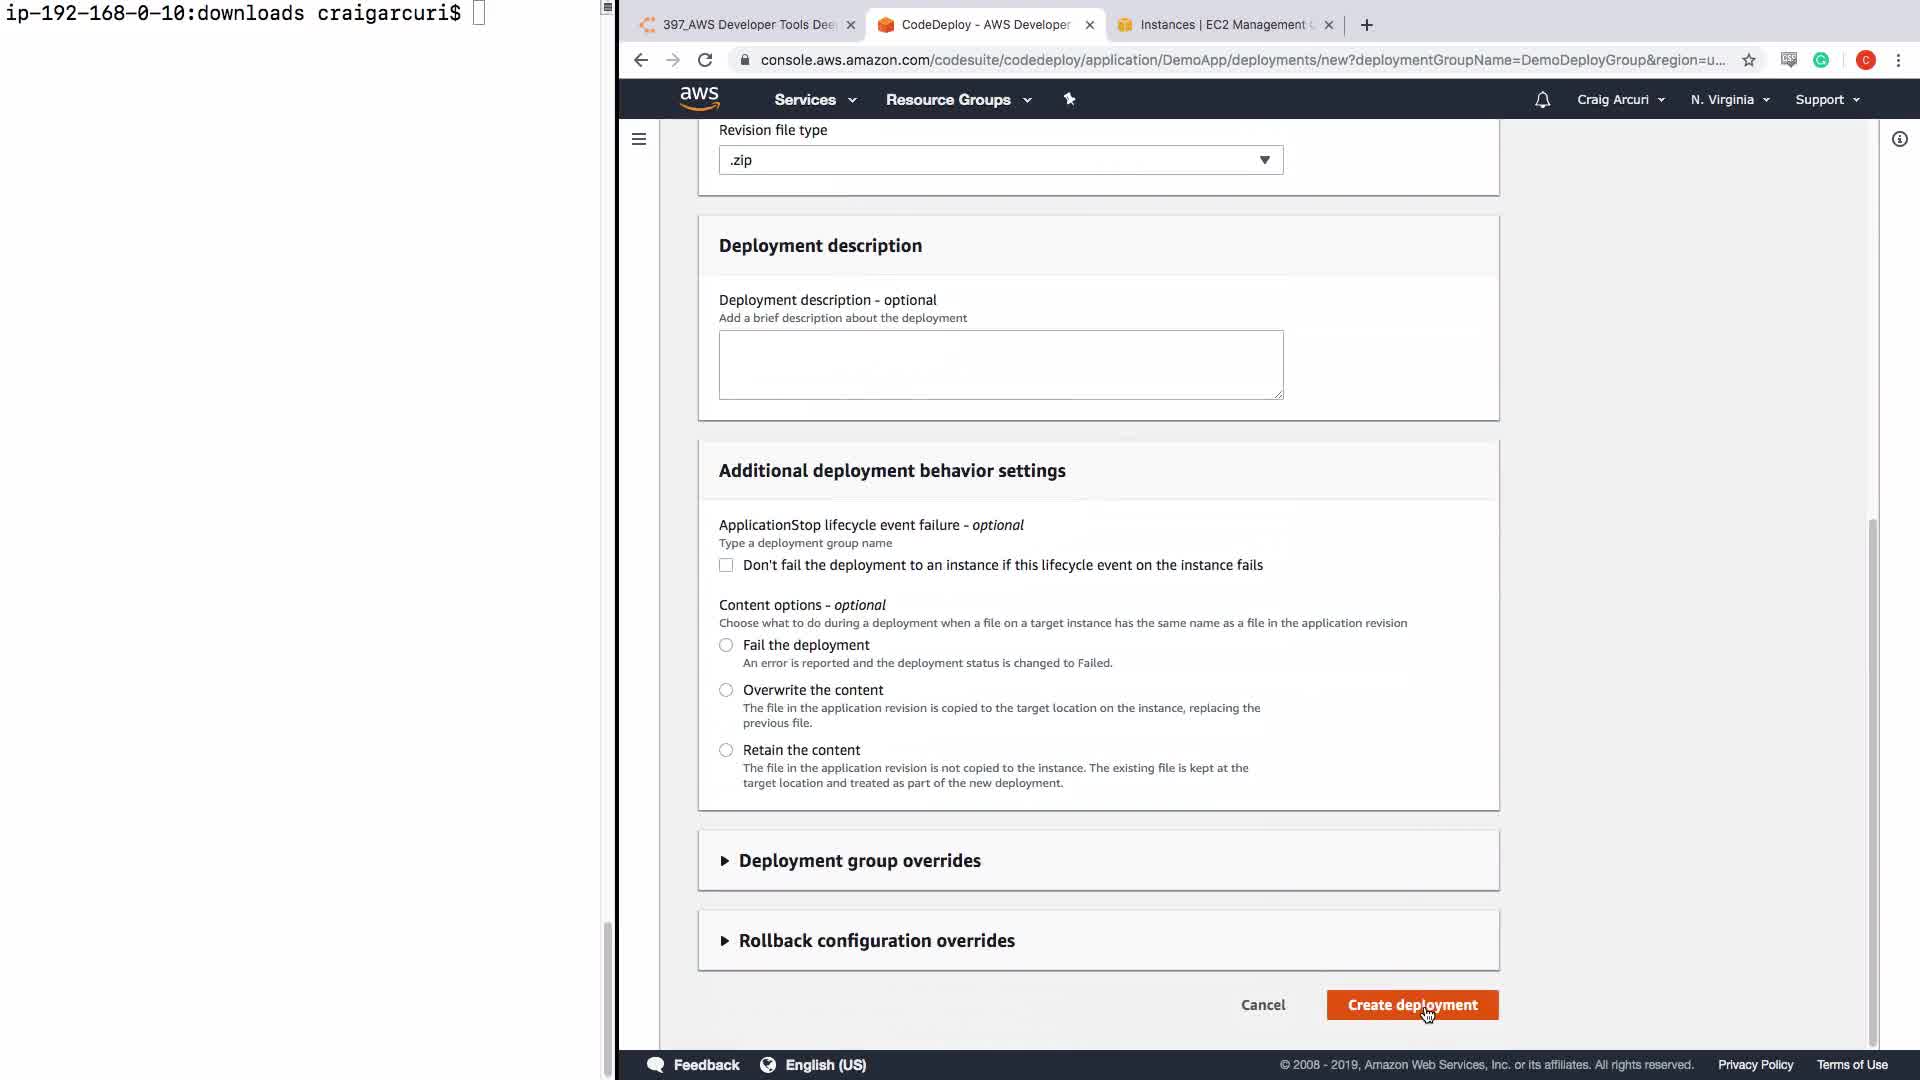 ip-192-168-0-10:downloads craigarcuri$
397_AWS Developer Tools Dee
CodeDeploy - AWS Developer
Instances | EC2 Management
console.aws.amazon.com/codesuite/codedeploy/application/DemoApp/deployments/new?deploymentGroupName=DemoDeployGroup&region=u...
C
aws
Services
Resource Groups
Craig Arcuri
N. Virginia
Support
Revision file type
.zip
Deployment description
Deployment description - optional
Add a brief description about the deployment
Additional deployment behavior settings
ApplicationStop lifecycle event failure - optional
Type a deployment group name
Don't fail the deployment to an instance if this lifecycle event on the instance fails
Content options - optional
Choose what to do during a deployment when a file on a target instance has the same name as a file in the application revision
Fail the deployment
An error is reported and the deployment status is changed to Failed.
Overwrite the content
The file in the application revision is copied to the target location on the instance, replacing the
previous file.
Retain the content
The file in the application revision is not copied to the instance. The existing file is kept at the
target location and treated as part of the new deployment.
Deployment group overrides
Rollback configuration overrides
Cancel
Create deployment
Feedback
English (US)
© 2008 - 2019, Amazon Web Services, Inc. or its affiliates. All rights reserved.
Privacy Policy
Terms of Use